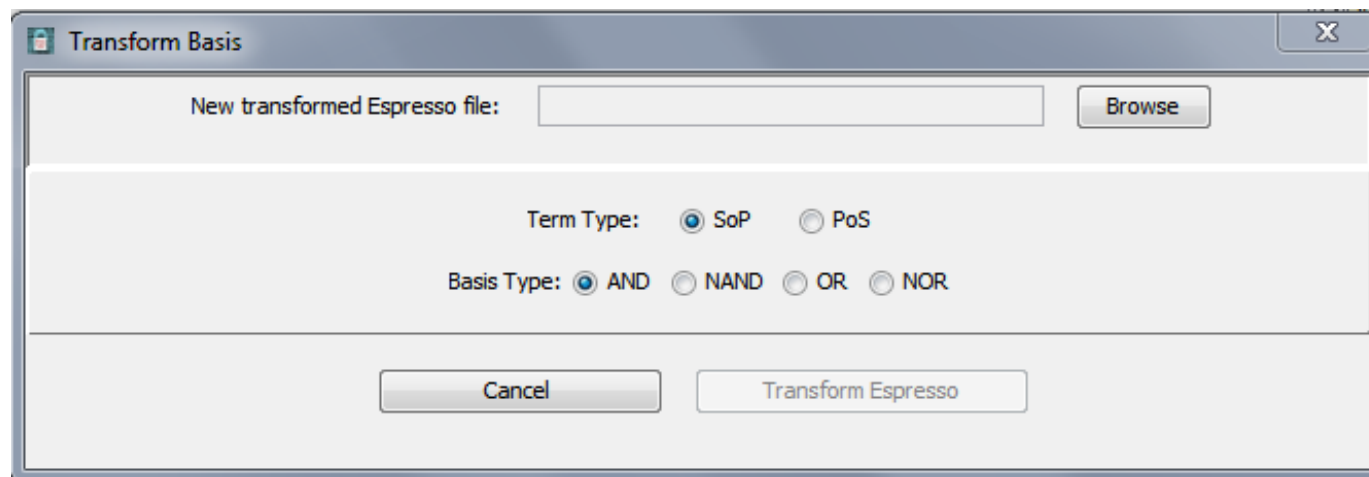 Transform Basis
New transformed Espresso file: Browse
Term Type: SoP PoS
Basis Type: AND NAND OR NOR
Cancel Transform Espresso